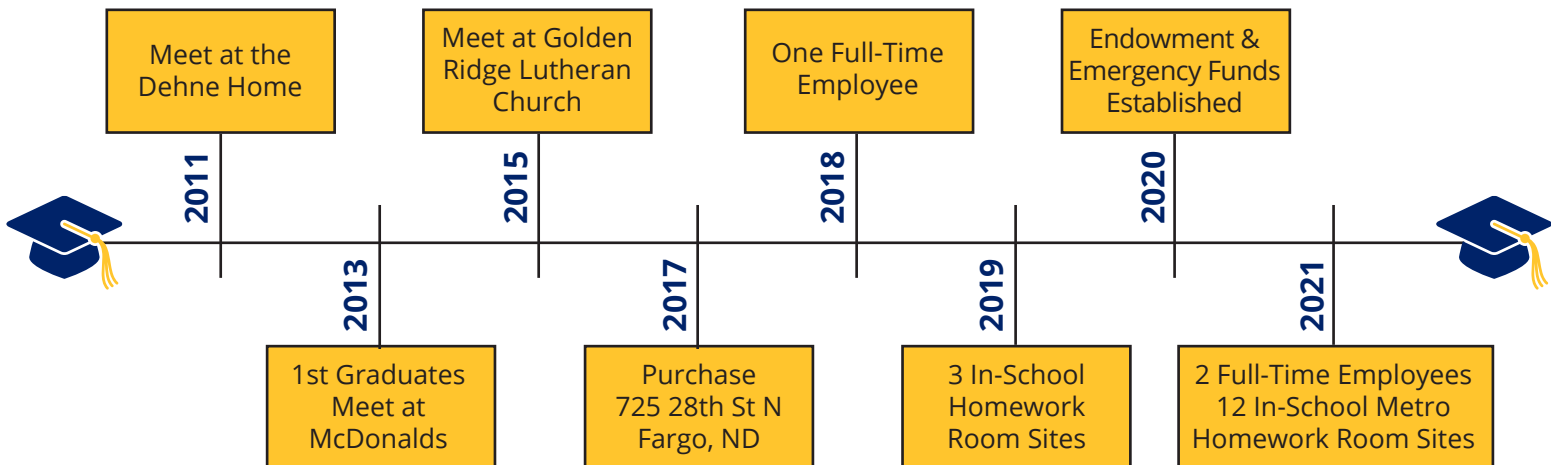 Meet at the
Dehne Home
Meet at Golden
Ridge Lutheran
Church
One Full-Time
Employee
Endowment &
Emergency Funds
Established
2011
2015
2018
2020
2013
2017
2019
2021
1st Graduates
Meet at
McDonalds
Purchase
725 28th St N
Fargo, ND
3 In-School
Homework
Room Sites
2 Full-Time Employees
12 In-School Metro
Homework Room Sites